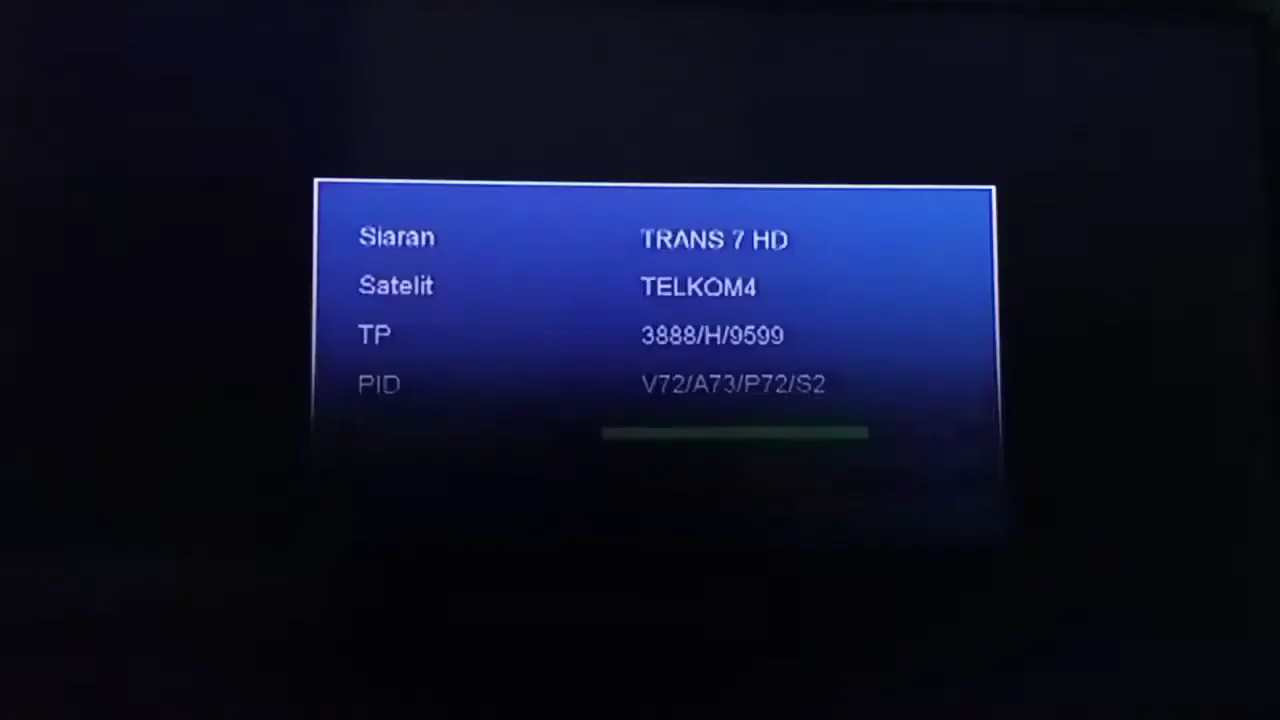 Siaran TRANS 7 HD
Satelit TELKOM4
TP 3888/H/9599
PID V72/A73/P72/S2